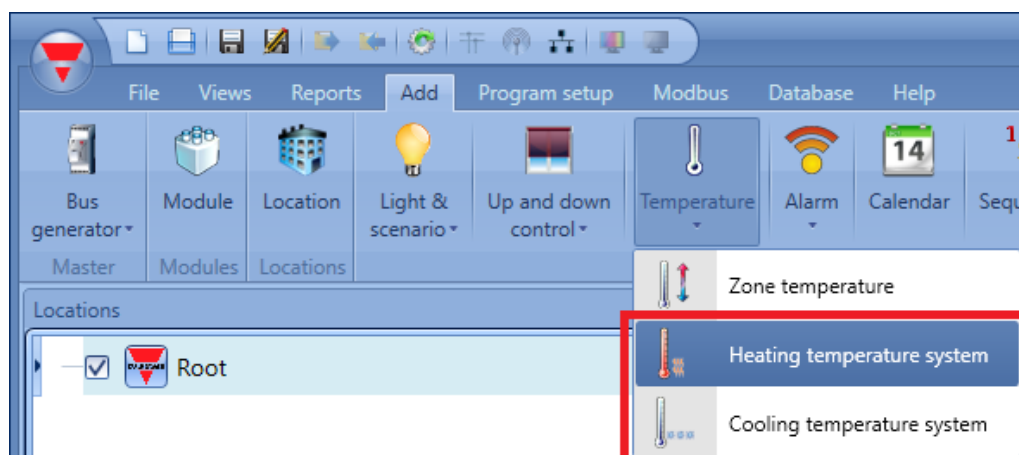 File Views Reports Add Program setup Modbus Database Help
14
Bus generator
Module
Location
Light & scenario
Up and down control
Temperature
Alarm
Calendar
Master Modules Locations
Zone temperature
Locations
Heating temperature system
Root
Cooling temperature system